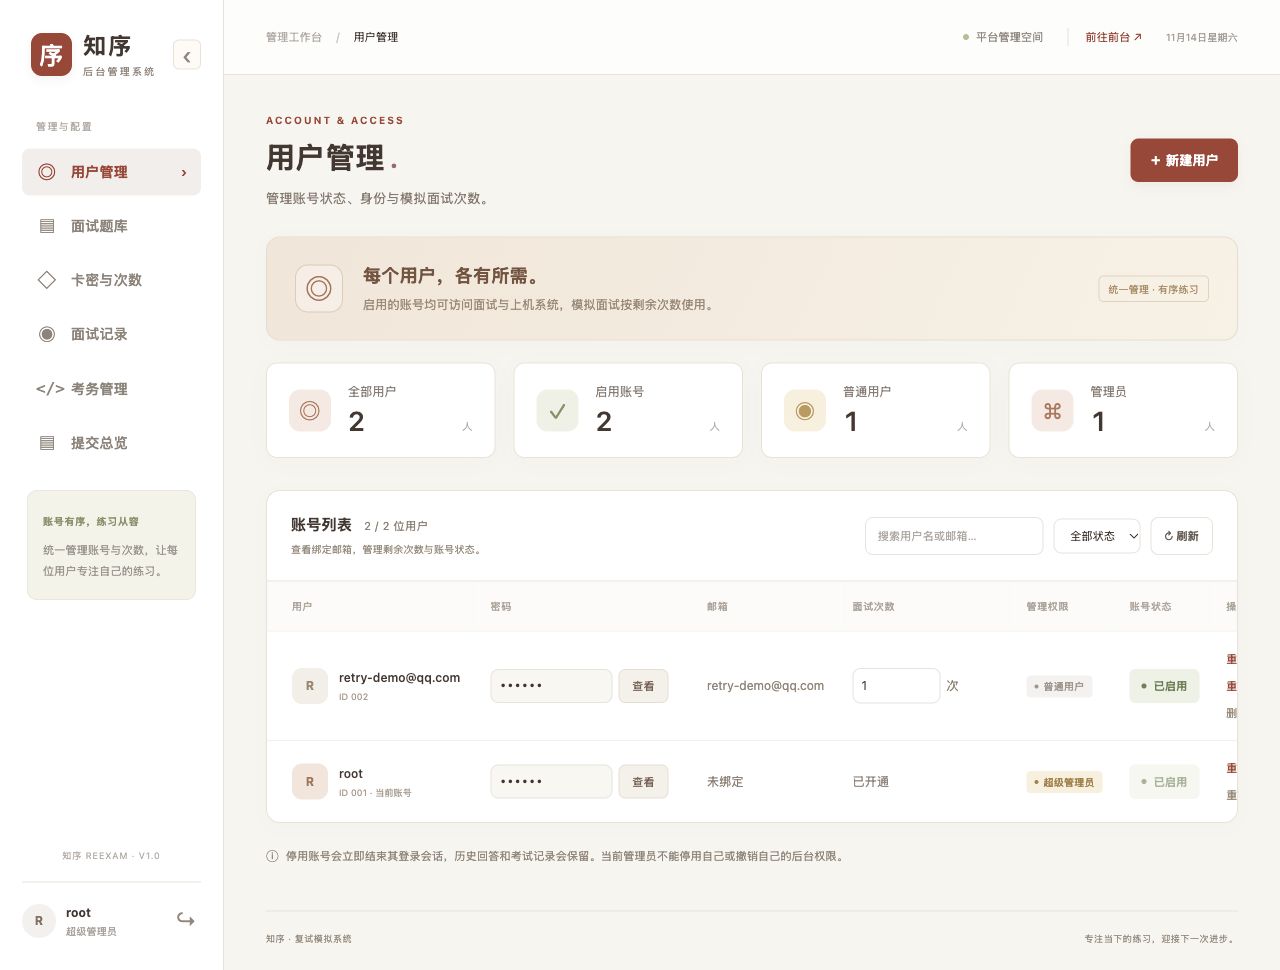 序 知序
后台管理系统
‹
管理与配置
用户管理 ›
面试题库
卡密与次数
面试记录
</> 考务管理
提交总览
账号有序，练习从容
统一管理账号与次数，让每
位用户专注自己的练习。
知序 REEXAM · V1.0
R root
超级管理员
管理工作台 / 用户管理
平台管理空间
前往前台 ↗
11月14日星期六
ACCOUNT & ACCESS
用户管理.
管理账号状态、身份与模拟面试次数。
+ 新建用户
每个用户，各有所需。
启用的账号均可访问面试与上机系统，模拟面试按剩余次数使用。
统一管理 · 有序练习
全部用户
2 人
启用账号
2 人
普通用户
1 人
管理员
1 人
账号列表 2 / 2 位用户
查看绑定邮箱，管理剩余次数与账号状态。
搜索用户名或邮箱...
全部状态
↻ 刷新
用户 密码 邮箱 面试次数 管理权限 账号状态 操
R retry-demo@qq.com
ID 002
•••••• 查看
retry-demo@qq.com
1 次
• 普通用户
• 已启用
重
重
删
R root
ID 001 · 当前账号
•••••• 查看
未绑定
已开通
• 超级管理员
• 已启用
重
重
ⓘ 停用账号会立即结束其登录会话，历史回答和考试记录会保留。当前管理员不能停用自己或撤销自己的后台权限。
知序 · 复试模拟系统
专注当下的练习，迎接下一次进步。